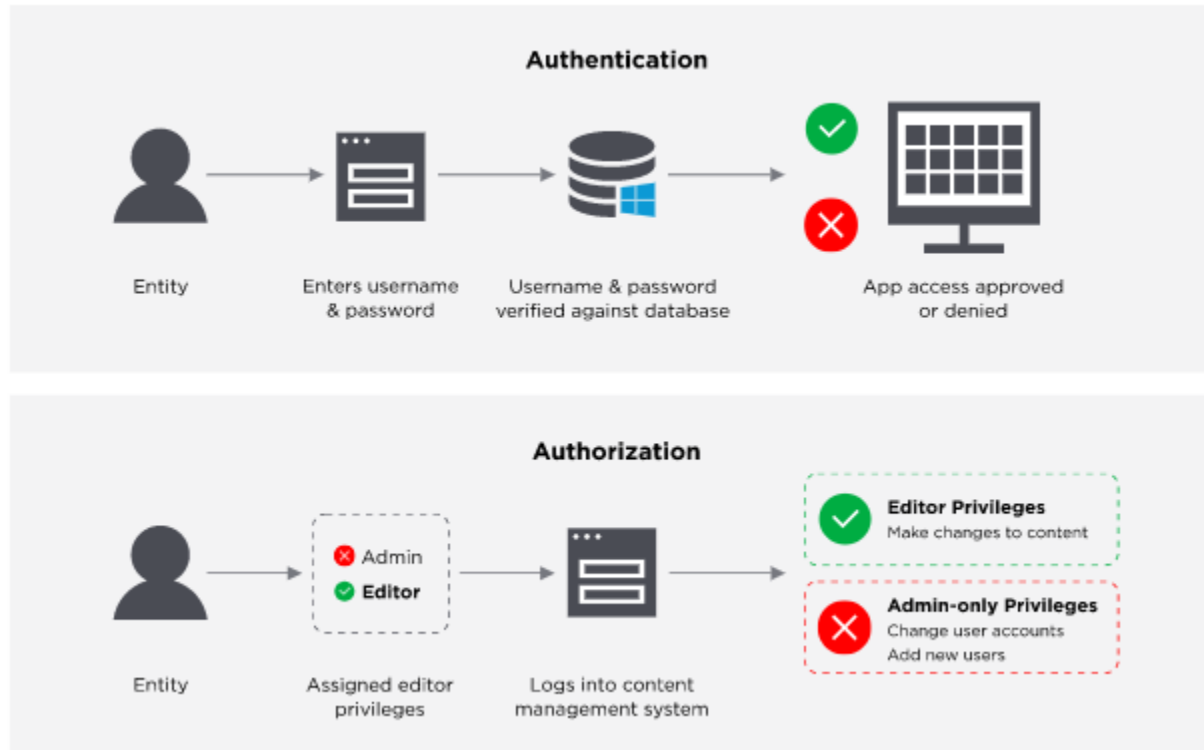 Authentication
Entity
Enters username
& password
Username & password
verified against database
App access approved
or denied
Authorization
Admin
Editor
Editor Privileges
Make changes to content
Admin-only Privileges
Change user accounts
Add new users
Entity
Assigned editor
privileges
Logs into content
management system